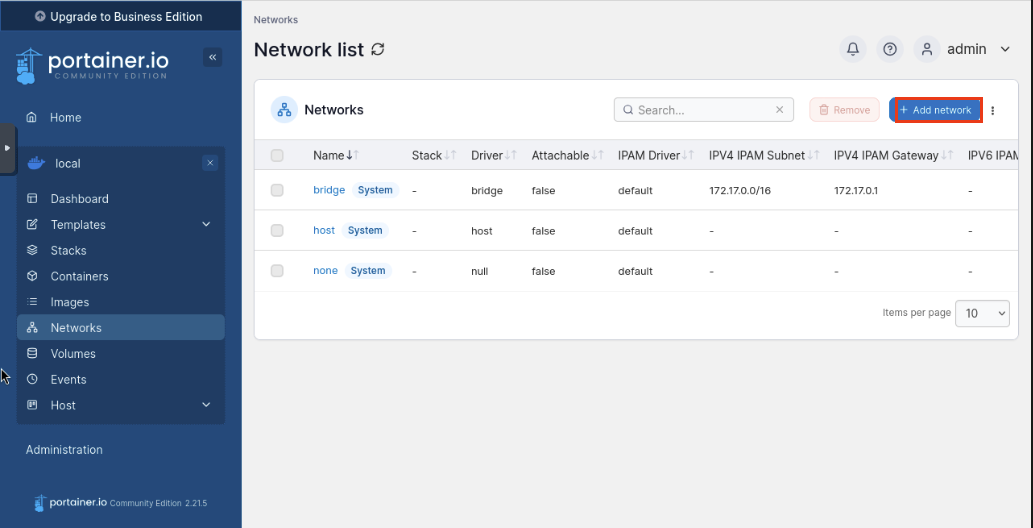 Upgrade to Business Edition
portainer.io
COMMUNITY EDITION
Home
local
Dashboard
Templates
Stacks
Containers
Images
Networks
Volumes
Events
Host
Administration
portainer.io Community Edition 2.21.5
Networks
Network list
admin
Networks
Search...
Remove
+ Add network
Name Stack Driver Attachable IPAM Driver IPV4 IPAM Subnet IPV4 IPAM Gateway IPV6 IPAM
bridge System - bridge false default 172.17.0.0/16 172.17.0.1 -
host System - host false default - - -
none System - null false default - - -
Items per page 10